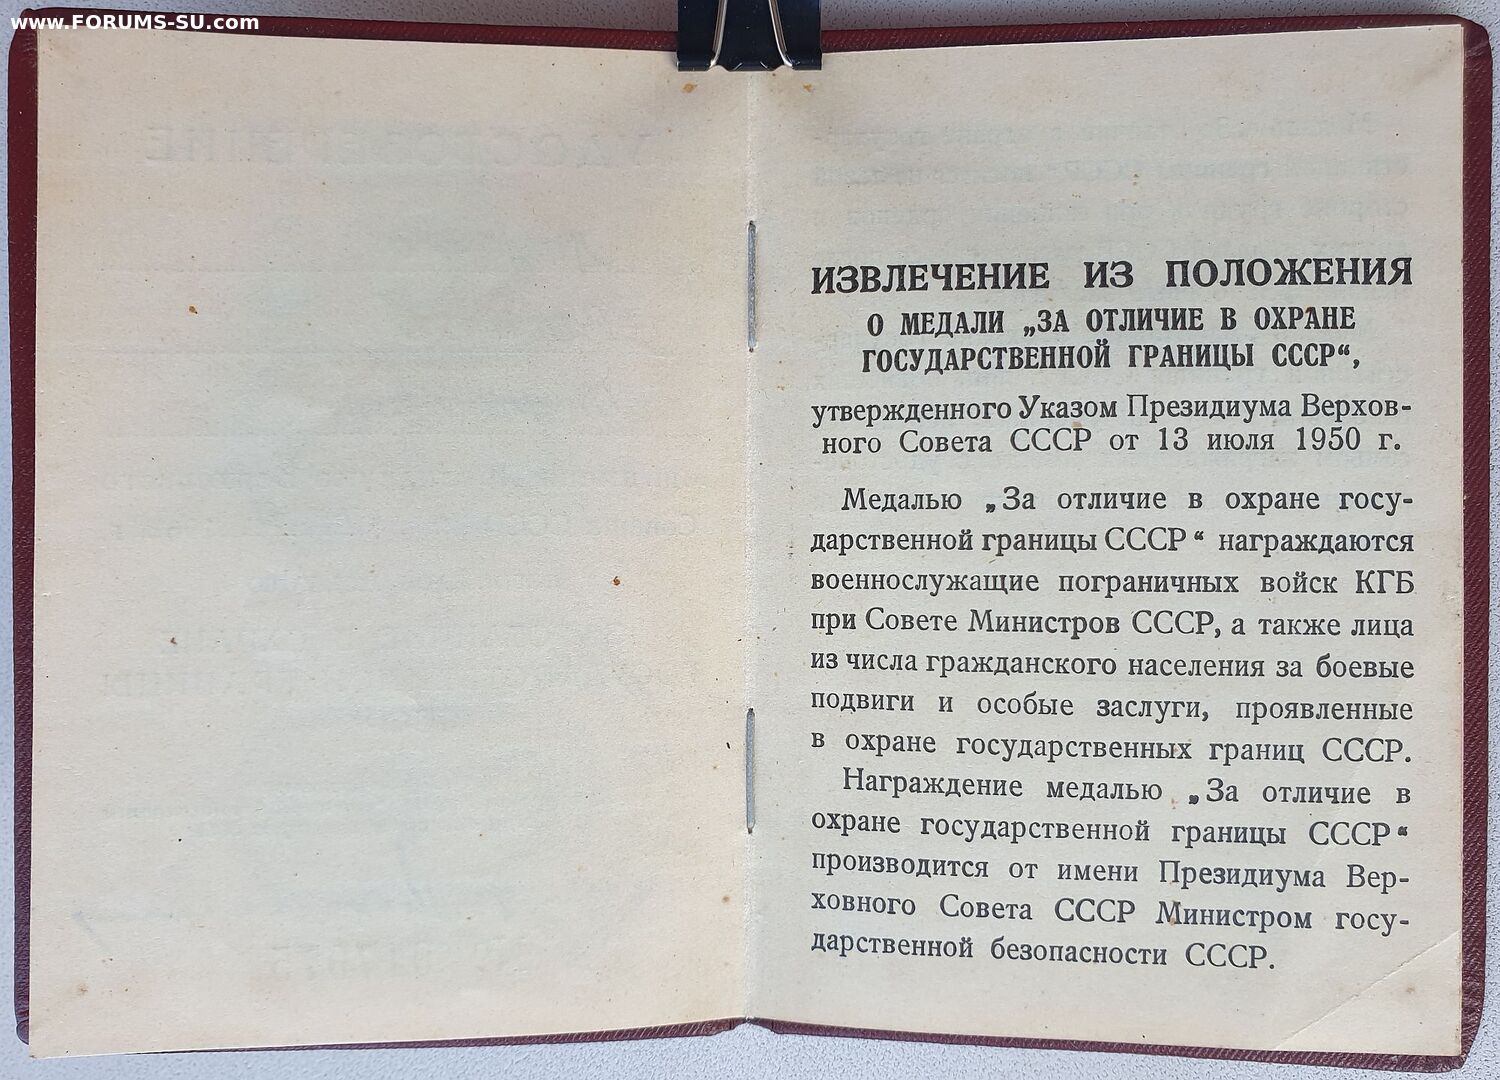 www.FORUMS-SU.com
ИЗВЛЕЧЕНИЕ ИЗ ПОЛОЖЕНИЯ
О МЕДАЛИ „ЗА ОТЛИЧИЕ В ОХРАНЕ
ГОСУДАРСТВЕННОЙ ГРАНИЦЫ СССР“,
утвержденного Указом Президиума Верхов-
ного Совета СССР от 13 июля 1950 г.
Медалью „За отличие в охране госу-
дарственной границы СССР“ награждаются
военнослужащие пограничных войск КГБ
при Совете Министров СССР, а также лица
из числа гражданского населения за боевые
подвиги и особые заслуги, проявленные
в охране государственных границ СССР.
Награждение медалью „За отличие в
охране государственной границы СССР“
производится от имени Президиума Вер-
ховного Совета СССР Министром госу-
дарственной безопасности СССР.